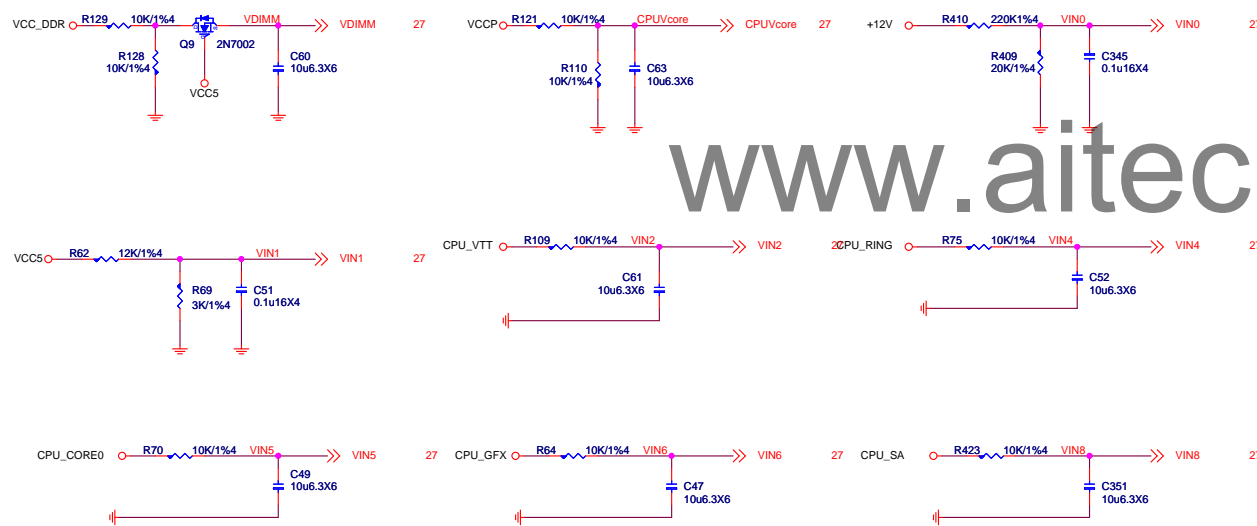 VCC_DDR R129 10K/1%4 VDIMM VDIMM 27
Q9 2N7002
R128
10K/1%4
C60
10u6.3X6
VCC5
VCCP R121 10K/1%4 CPUVcore CPUVcore 27
R110
10K/1%4
C63
10u6.3X6
+12V R410 220K1%4 VIN0 VIN0
R409
20K/1%4
C345
0.1u16X4
www.aitec
VCC5 R62 12K/1%4 VIN1 VIN1 27
R69
3K/1%4
C51
0.1u16X4
CPU_VTT R109 10K/1%4 VIN2 VIN2 27
C61
10u6.3X6
CPU_RING R75 10K/1%4 VIN4 VIN4
C52
10u6.3X6
CPU_CORE0 R70 10K/1%4 VIN5 VIN5 27
C49
10u6.3X6
CPU_GFX R64 10K/1%4 VIN6 VIN6 27
C47
10u6.3X6
CPU_SA R423 10K/1%4 VIN8 VIN8
C351
10u6.3X6